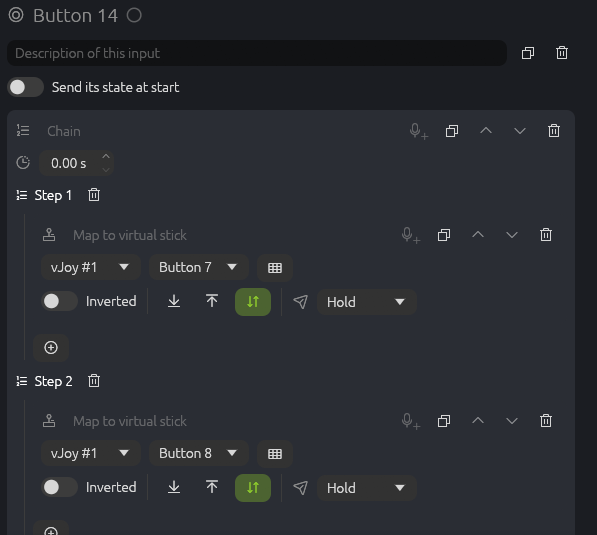 Button 14
Description of this input
Send its state at start
Chain
0.00 s
Step 1
Map to virtual stick
vJoy #1 Button 7
Inverted Hold
Step 2
Map to virtual stick
vJoy #1 Button 8
Inverted Hold